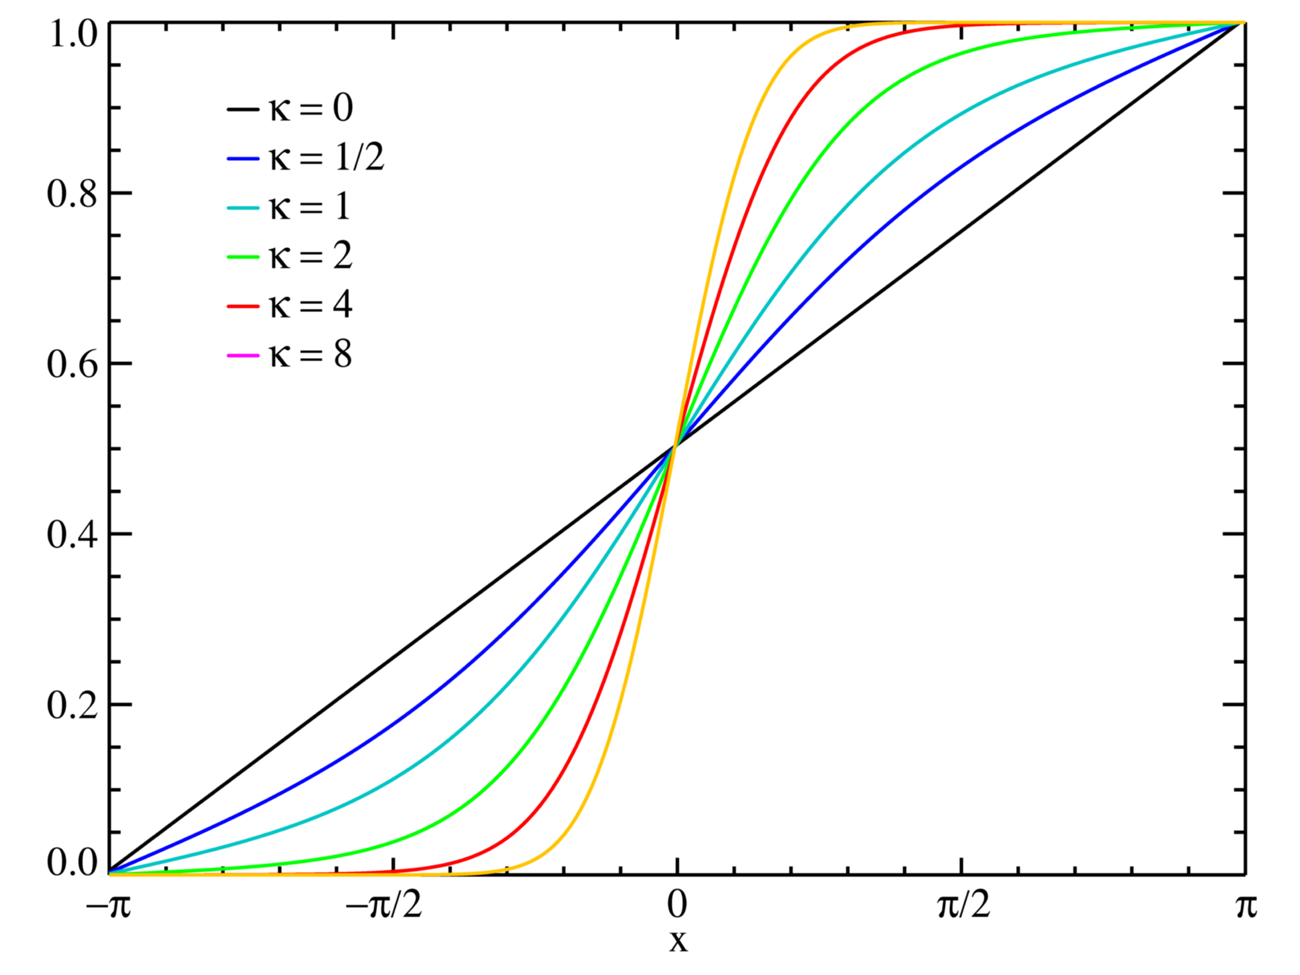 1.0
κ = 0
κ = 1/2
0.8
κ = 1
κ = 2
κ = 4
0.6
κ = 8
0.4
0.2
0.0
−π −π/2 0 π/2 π
x